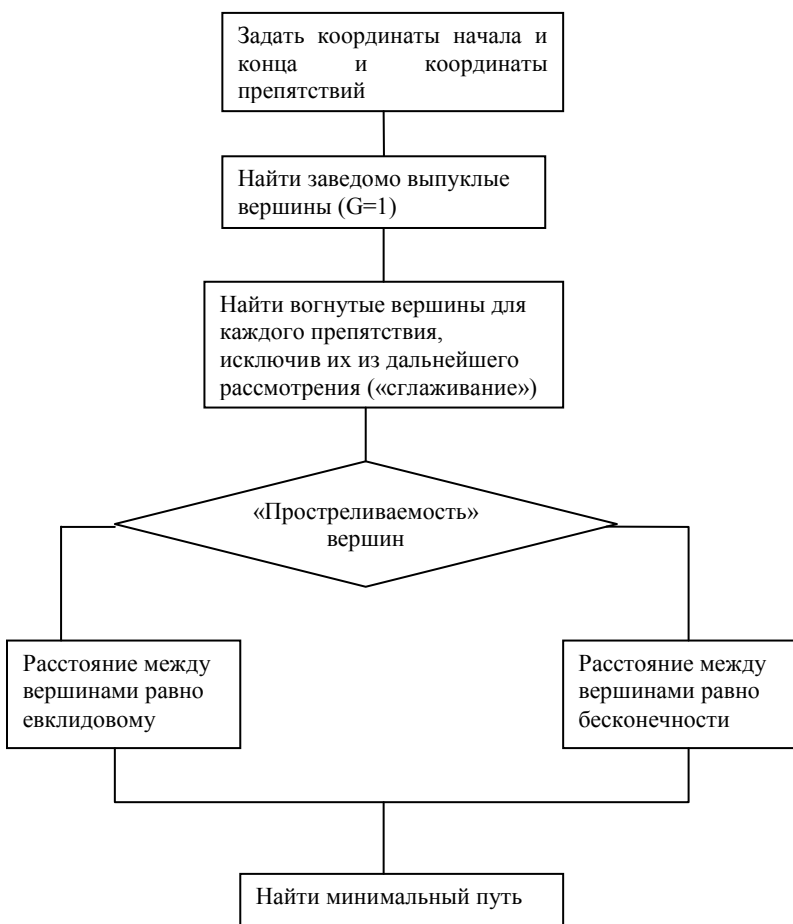 Задать координаты начала и
конца и координаты
препятствий
Найти заведомо выпуклые
вершины (G=1)
Найти вогнутые вершины для
каждого препятствия,
исключив их из дальнейшего
рассмотрения («сглаживание»)
«Простреливаемость»
вершин
Расстояние между
вершинами равно
евклидовому
Расстояние между
вершинами равно
бесконечности
Найти минимальный путь